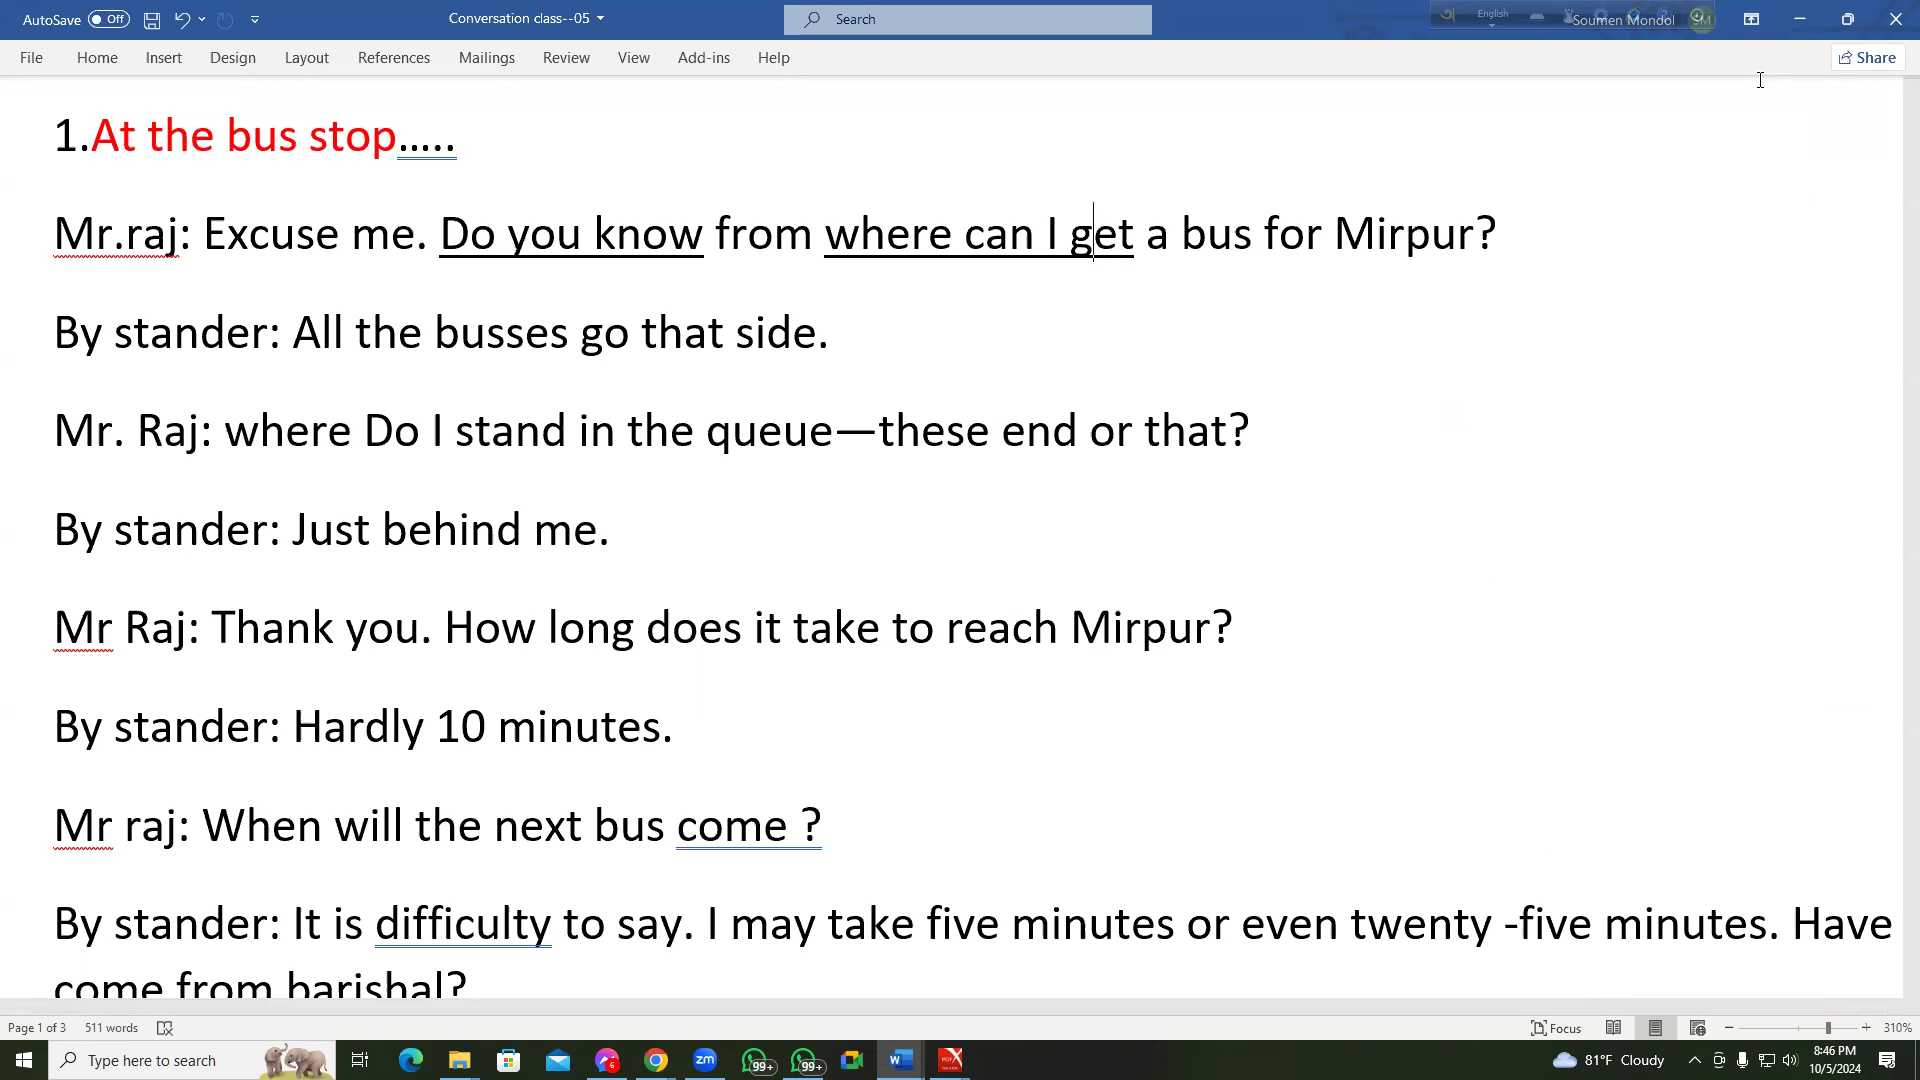 AutoSave Off Conversation class--05 Search English Soumen Mondol SM
File Home Insert Design Layout References Mailings Review View Add-ins Help Share
1.At the bus stop.....
Mr.raj: Excuse me. Do you know from where can I get a bus for Mirpur?
By stander: All the busses go that side.
Mr. Raj: where Do I stand in the queue—these end or that?
By stander: Just behind me.
Mr Raj: Thank you. How long does it take to reach Mirpur?
By stander: Hardly 10 minutes.
Mr raj: When will the next bus come ?
By stander: It is difficulty to say. I may take five minutes or even twenty -five minutes. Have
come from barishal?
Page 1 of 3 511 words Focus 310%
Type here to search 6 zm 99+ 99+ 81°F Cloudy 8:46 PM
10/5/2024